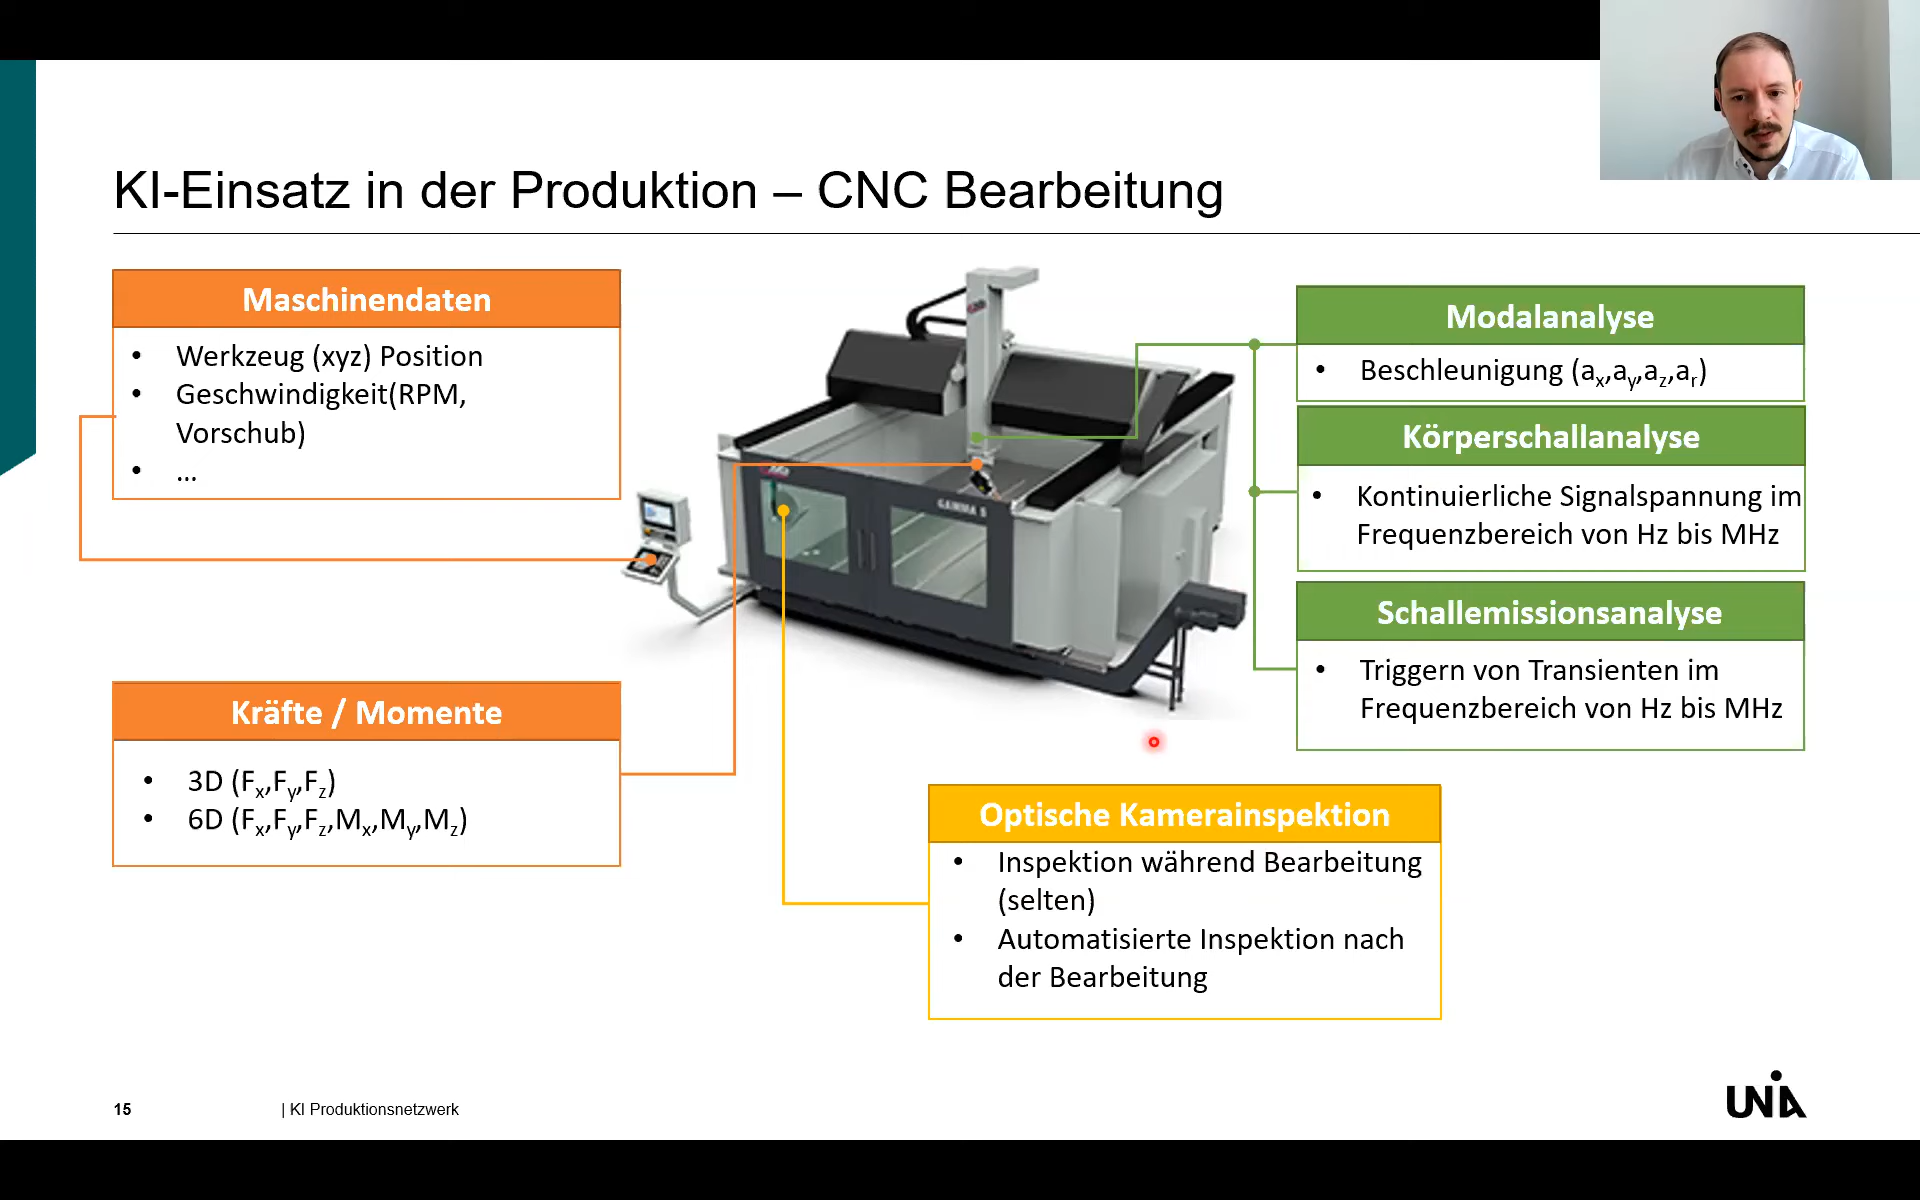 KI-Einsatz in der Produktion – CNC Bearbeitung
Maschinendaten
• Werkzeug (xyz) Position
• Geschwindigkeit(RPM,
Vorschub)
• ...
Kräfte / Momente
• 3D (Fx,Fy,Fz)
• 6D (Fx,Fy,Fz,Mx,My,Mz)
GAMMA
Modalanalyse
• Beschleunigung (ax,ay,az,ar)
Körperschallanalyse
• Kontinuierliche Signalspannung im
Frequenzbereich von Hz bis MHz
Schallemissionsanalyse
• Triggern von Transienten im
Frequenzbereich von Hz bis MHz
Optische Kamerainspektion
• Inspektion während Bearbeitung
(selten)
• Automatisierte Inspektion nach
der Bearbeitung
15
| KI Produktionsnetzwerk
UNIA